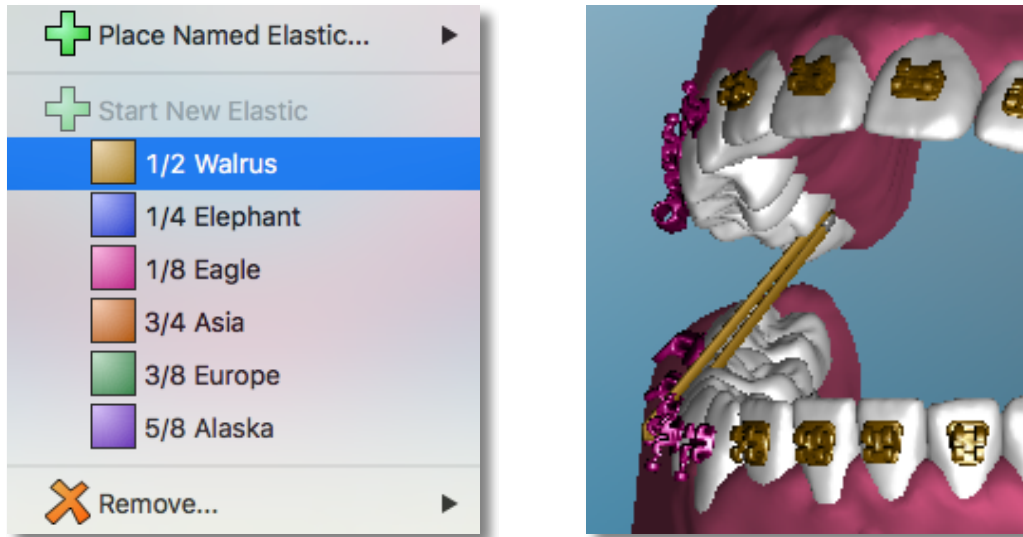 Place Named Elastic...
Start New Elastic
1/2 Walrus
1/4 Elephant
1/8 Eagle
3/4 Asia
3/8 Europe
5/8 Alaska
Remove...